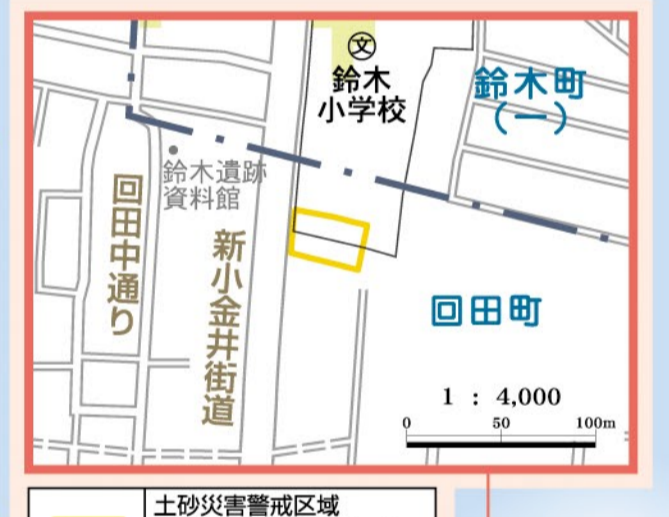 文
鈴木
小学校
鈴木町
(一)
鈴木遺跡
資料館
回田中通り
新小金井街道
回田町
1 : 4,000
0 50 100m
土砂災害警戒区域